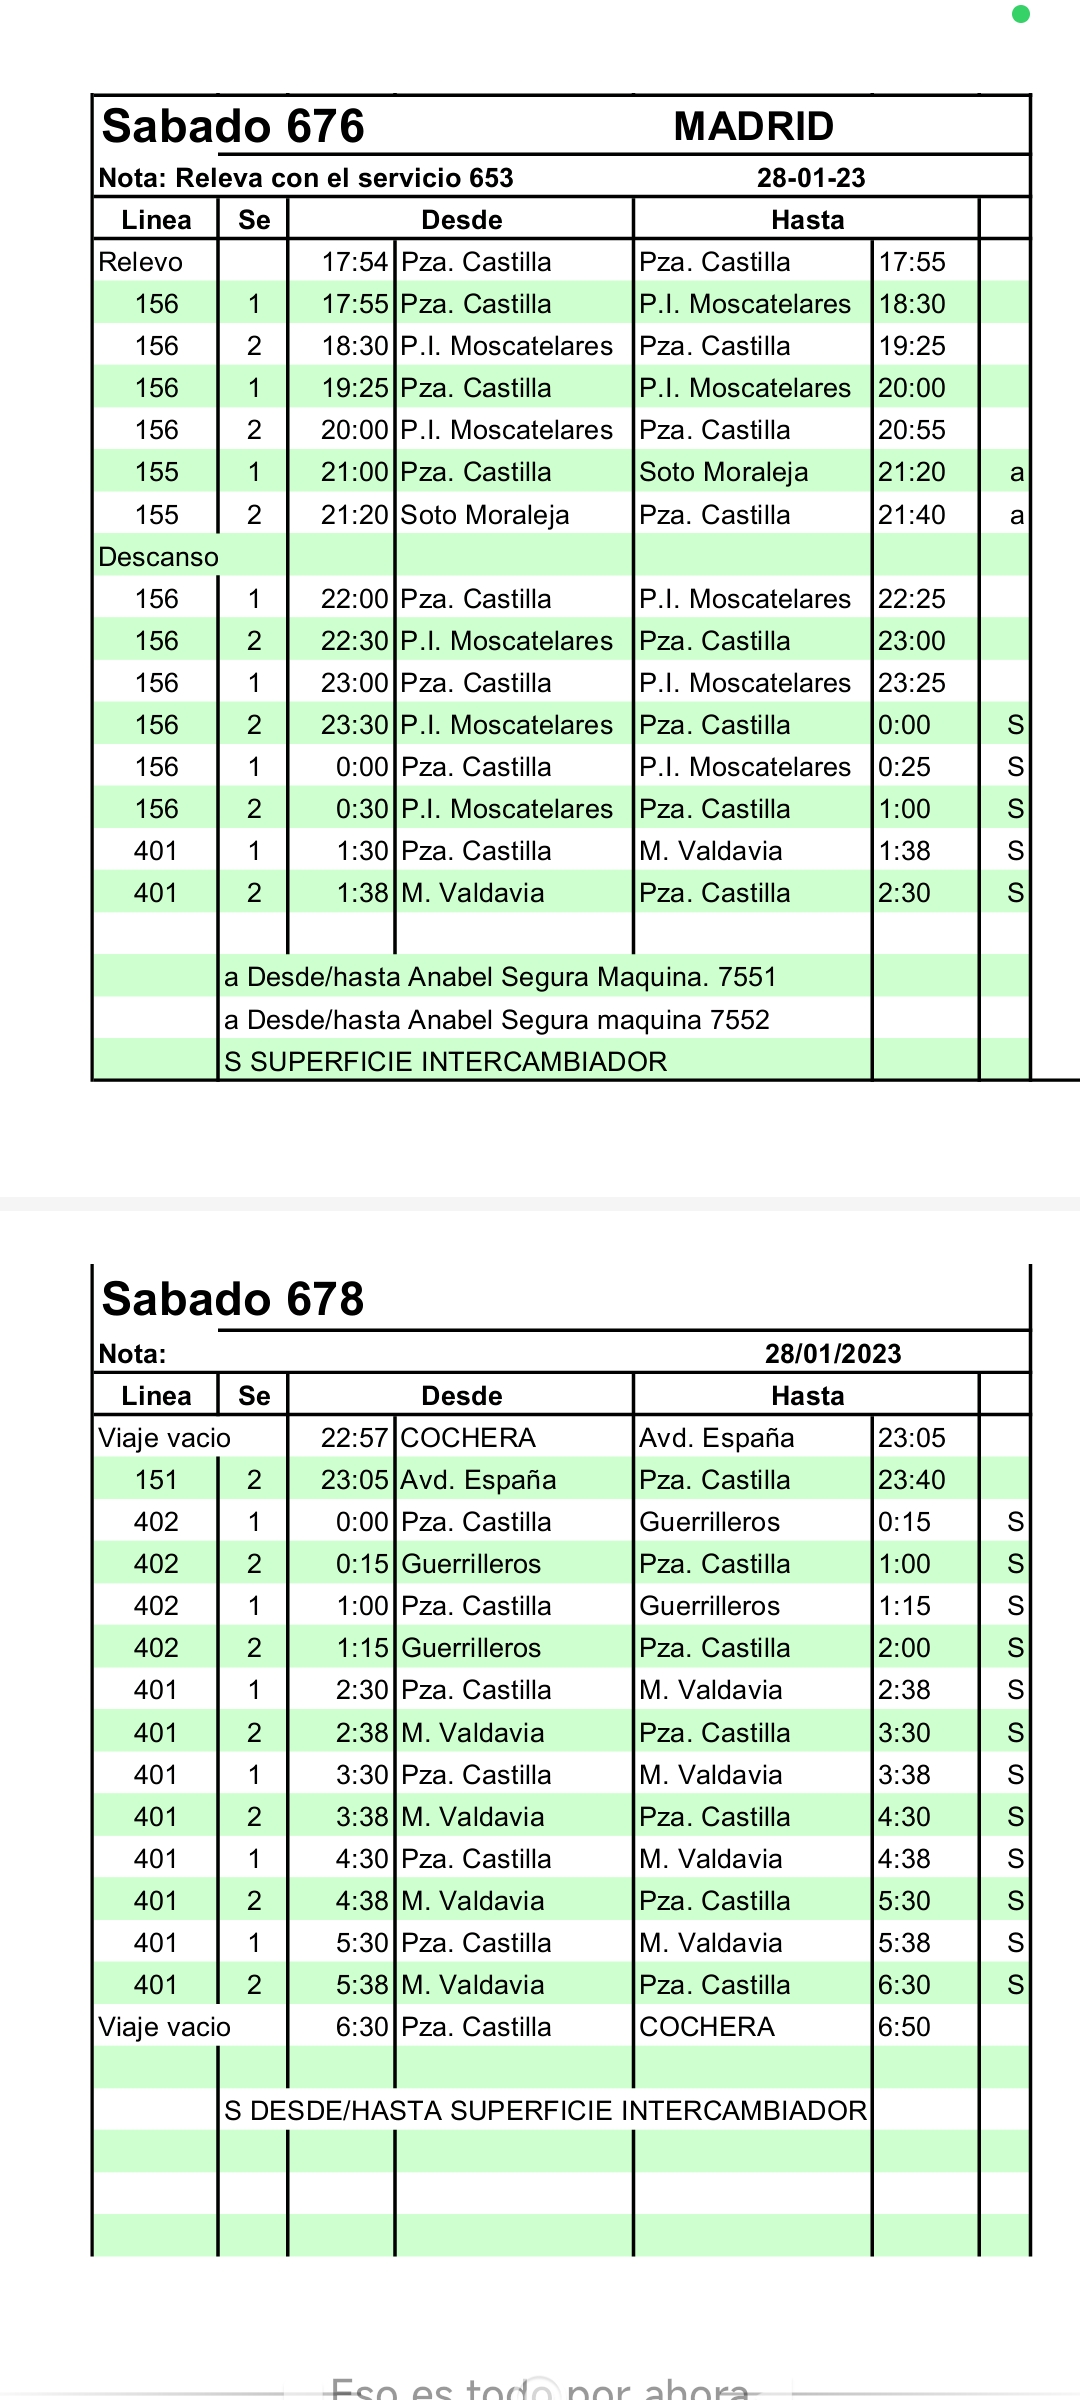 Sabado 676 MADRID
Nota: Releva con el servicio 653 28-01-23
Linea Se Desde Hasta
Relevo 17:54 Pza. Castilla Pza. Castilla 17:55
156 1 17:55 Pza. Castilla P.I. Moscatelares 18:30
156 2 18:30 P.I. Moscatelares Pza. Castilla 19:25
156 1 19:25 Pza. Castilla P.I. Moscatelares 20:00
156 2 20:00 P.I. Moscatelares Pza. Castilla 20:55
155 1 21:00 Pza. Castilla Soto Moraleja 21:20 a
155 2 21:20 Soto Moraleja Pza. Castilla 21:40 a
Descanso
156 1 22:00 Pza. Castilla P.I. Moscatelares 22:25
156 2 22:30 P.I. Moscatelares Pza. Castilla 23:00
156 1 23:00 Pza. Castilla P.I. Moscatelares 23:25
156 2 23:30 P.I. Moscatelares Pza. Castilla 0:00 S
156 1 0:00 Pza. Castilla P.I. Moscatelares 0:25 S
156 2 0:30 P.I. Moscatelares Pza. Castilla 1:00 S
401 1 1:30 Pza. Castilla M. Valdavia 1:38 S
401 2 1:38 M. Valdavia Pza. Castilla 2:30 S
a Desde/hasta Anabel Segura Maquina. 7551
a Desde/hasta Anabel Segura maquina 7552
S SUPERFICIE INTERCAMBIADOR
Sabado 678
Nota: 28/01/2023
Linea Se Desde Hasta
Viaje vacio 22:57 COCHERA Avd. España 23:05
151 2 23:05 Avd. España Pza. Castilla 23:40
402 1 0:00 Pza. Castilla Guerrilleros 0:15 S
402 2 0:15 Guerrilleros Pza. Castilla 1:00 S
402 1 1:00 Pza. Castilla Guerrilleros 1:15 S
402 2 1:15 Guerrilleros Pza. Castilla 2:00 S
401 1 2:30 Pza. Castilla M. Valdavia 2:38 S
401 2 2:38 M. Valdavia Pza. Castilla 3:30 S
401 1 3:30 Pza. Castilla M. Valdavia 3:38 S
401 2 3:38 M. Valdavia Pza. Castilla 4:30 S
401 1 4:30 Pza. Castilla M. Valdavia 4:38 S
401 2 4:38 M. Valdavia Pza. Castilla 5:30 S
401 1 5:30 Pza. Castilla M. Valdavia 5:38 S
401 2 5:38 M. Valdavia Pza. Castilla 6:30 S
Viaje vacio 6:30 Pza. Castilla COCHERA 6:50
S DESDE/HASTA SUPERFICIE INTERCAMBIADOR
Eso es todo por ahora